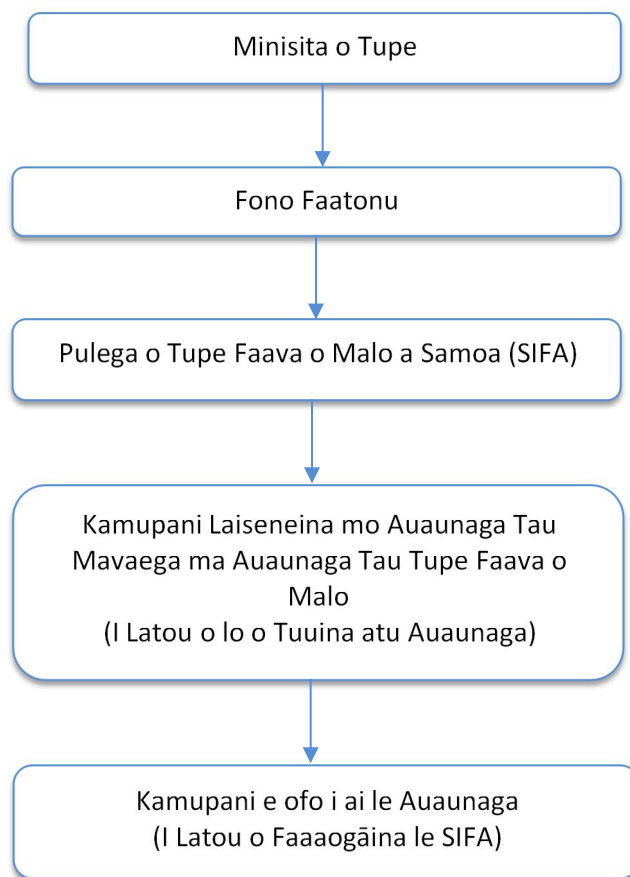 Minisita o Tupe
Fono Faatonu
Pulega o Tupe Faava o Malo a Samoa (SIFA)
Kamupani Laiseneina mo Auaunaga Tau
Mavaega ma Auaunaga Tau Tupe Faava o
Malo
(I Latou o lo o Tuuina atu Auaunaga)
Kamupani e ofo i ai le Auaunaga
(I Latou o Faaaogāina le SIFA)